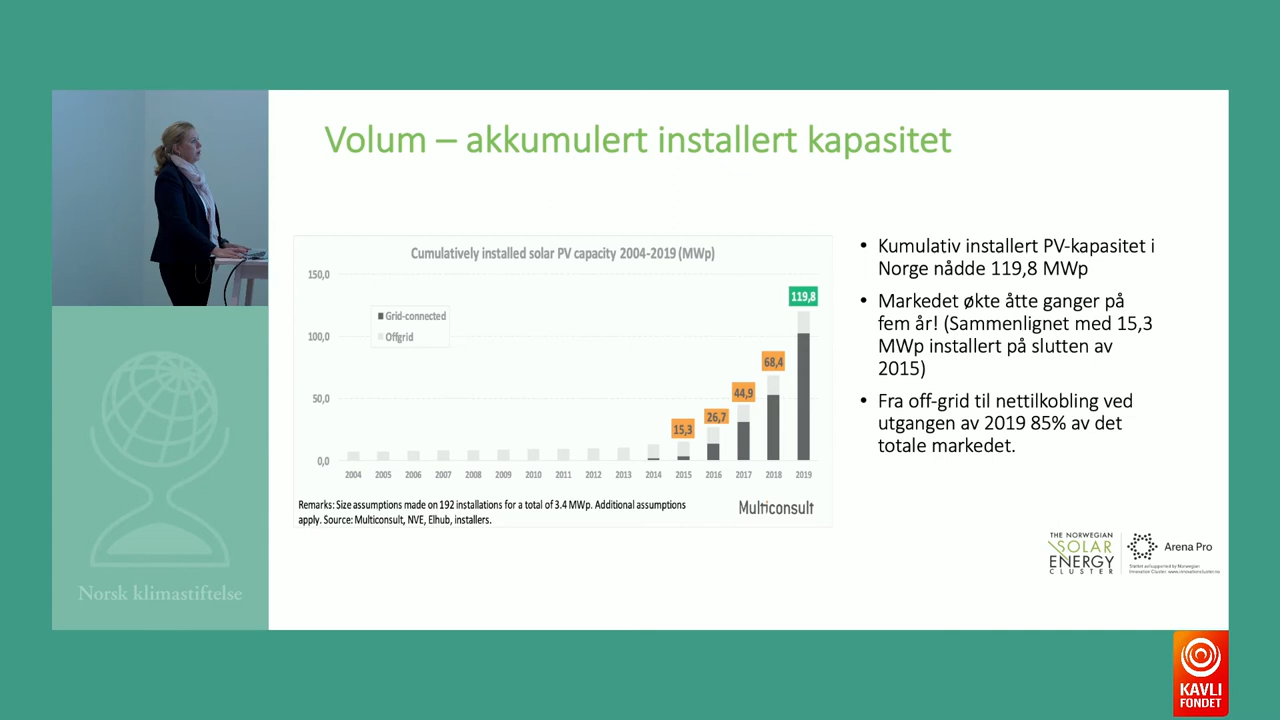 Volum – akkumulert installert kapasitet
Cumulatively installed solar PV capacity 2004-2019 (MWp)
150,0
100,0
50,0
0,0
Grid-connected
Offgrid
15,3
26,7
44,9
68,4
119,8
2004 2005 2006 2007 2008 2009 2010 2011 2012 2013 2014 2015 2016 2017 2018 2019
Remarks: Size assumptions made on 192 installations for a total of 3.4 MWp. Additional assumptions
apply. Source: Multiconsult, NVE, Elhub, installers.
Multiconsult
• Kumulativ installert PV-kapasitet i
Norge nådde 119,8 MWp
• Markedet økte åtte ganger på
fem år! (Sammenlignet med 15,3
MWp installert på slutten av
2015)
• Fra off-grid til nettilkobling ved
utgangen av 2019 85% av det
totale markedet.
THE NORWEGIAN
SOLAR
ENERGY
CLUSTER
Arena Pro
Norsk klimastiftelse
KAVLI
FONDET